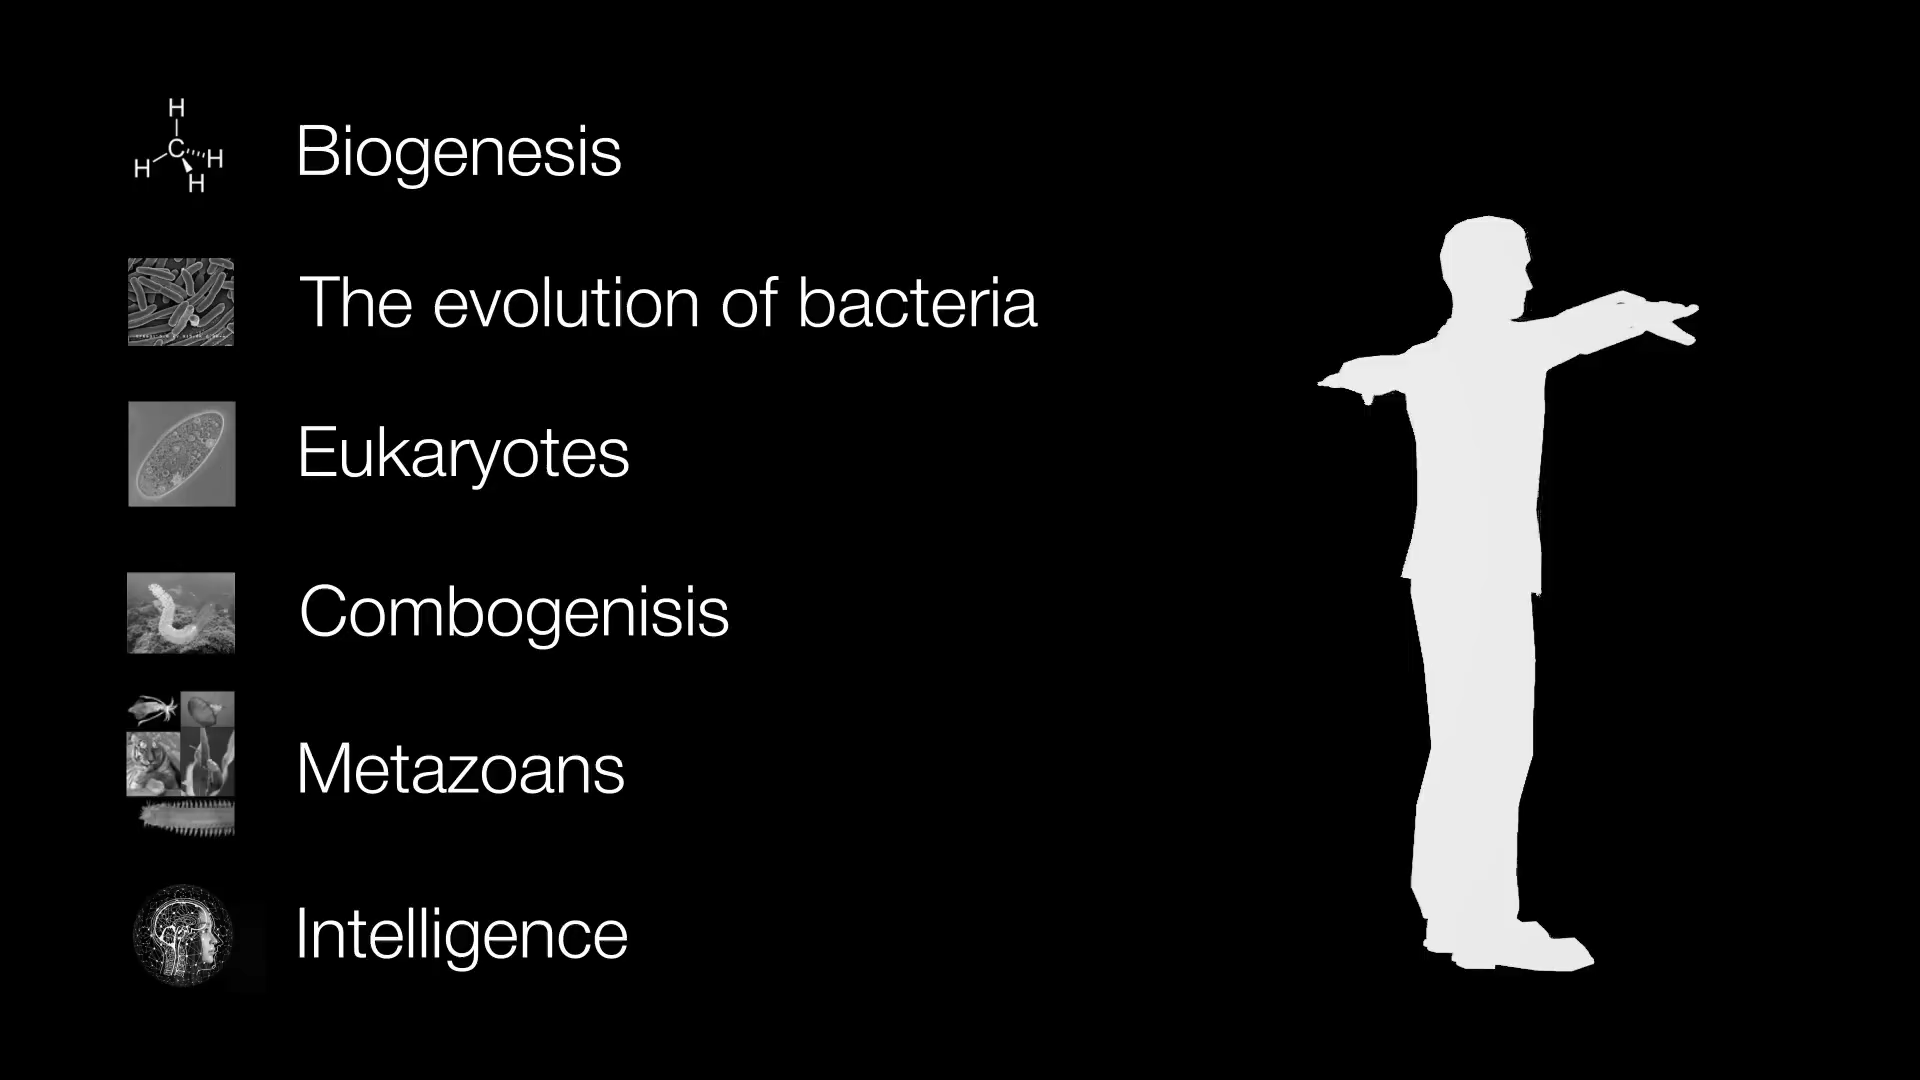 H
C
H
H
H
Biogenesis
The evolution of bacteria
Eukaryotes
Combogenisis
Metazoans
Intelligence